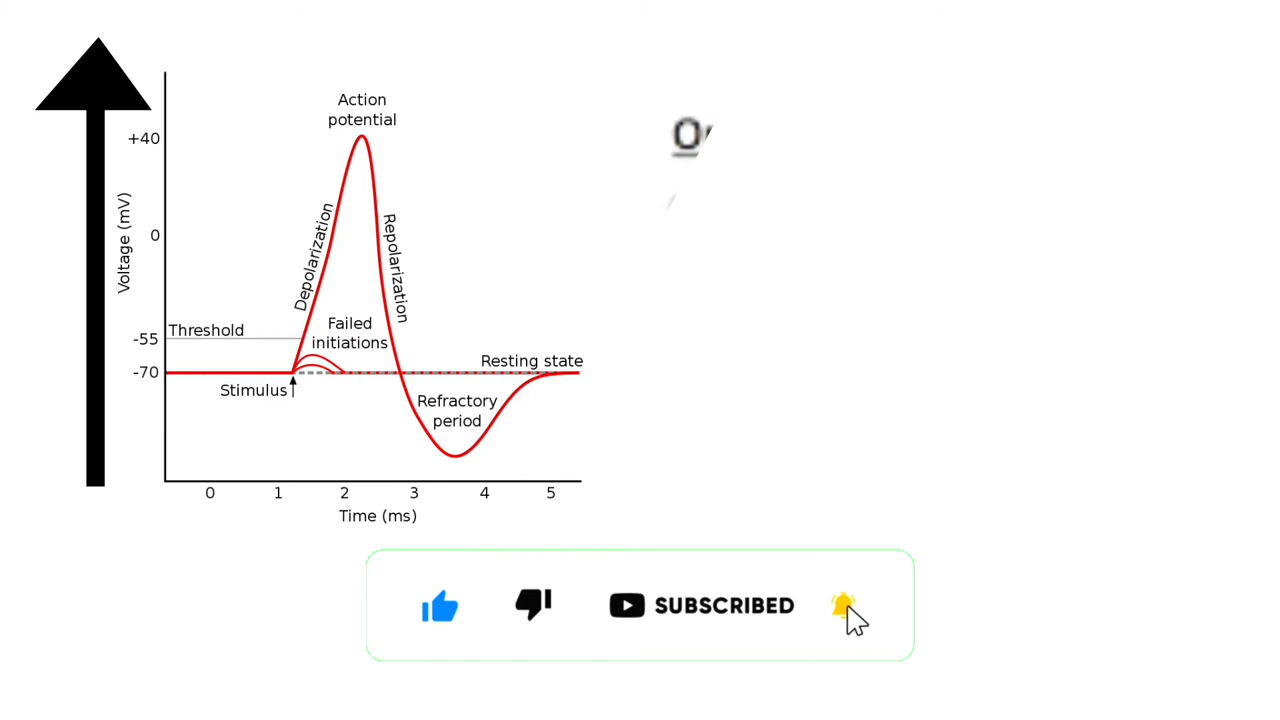 Action
potential
+40
Voltage (mV)
0
Depolarization
Repolarization
-55
Threshold
Failed
initiations
-70
Resting state
Stimulus
Refractory
period
0 1 2 3 4 5
Time (ms)
SUBSCRIBED